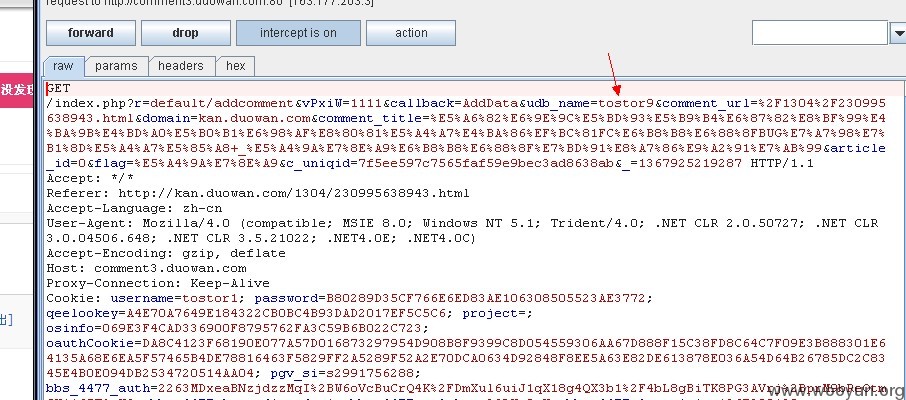 request to http://comment3.duowan.com:80 [163.177.203.3]
forward drop intercept is on action
raw params headers hex
没发现
GET
/index.php?r=default/addcomment&vPxiW=1111&callback=AddData&udb_name=tostor9&comment_url=%2F1304%2F230995
638943.html&domain=kan.duowan.com&comment_title=%E5%A6%82%E6%9E%9C%E5%BD%93%E5%B9%B4%E6%87%82%E8%BF%99%E4
%BA%9B%E4%BD%A0%E5%B0%B1%E6%98%AF%E8%80%81%E5%A4%A7%E4%BA%86%EF%BC%81FC%E6%B8%B8%E6%88%8FBUG%E7%A7%98%E7%
B1%8D%E5%A4%A7%E5%85%A8+_%E5%A4%9A%E7%8E%A9%E6%B8%B8%E6%88%8F%E7%BD%91%E8%A7%86%E9%A2%91%E7%AB%99&article
_id=0&flag=%E5%A4%9A%E7%8E%A9&c_uniqid=7f5ee597c7565faf59e9bec3ad8638ab&_=1367925219287 HTTP/1.1
Accept: */*
Referer: http://kan.duowan.com/1304/230995638943.html
Accept-Language: zh-cn
User-Agent: Mozilla/4.0 (compatible; MSIE 8.0; Windows NT 5.1; Trident/4.0; .NET CLR 2.0.50727; .NET CLR
3.0.04506.648; .NET CLR 3.5.21022; .NET4.0E; .NET4.0C)
Accept-Encoding: gzip, deflate
Host: comment3.duowan.com
Proxy-Connection: Keep-Alive
Cookie: username=tostor1; password=B80289D35CF766E6ED83AE106308505523AE3772;
出]
qeelookey=A4E70A7649E184322CB0BC4B93DAD2017EF5C5C6; project=;
osinfo=069E3F4CAD336900F8795762FA3C59B6B022C723;
oauthCookie=DA8C4123F68190E077A57D016873297954D908B8F9399C8D054559306AA67D888F15C38FD8C64C7F09E3B888301E6
4135A68E6EA5F57465B4DE78816463F5829FF2A5289F52A2E70DCA0634D92848F8EE5A63E82DE613878E036A54D64B26785DC2C83
45E4B0E094DB2534720514AA04; pgv_si=s2991756288;
www.wooyun.org